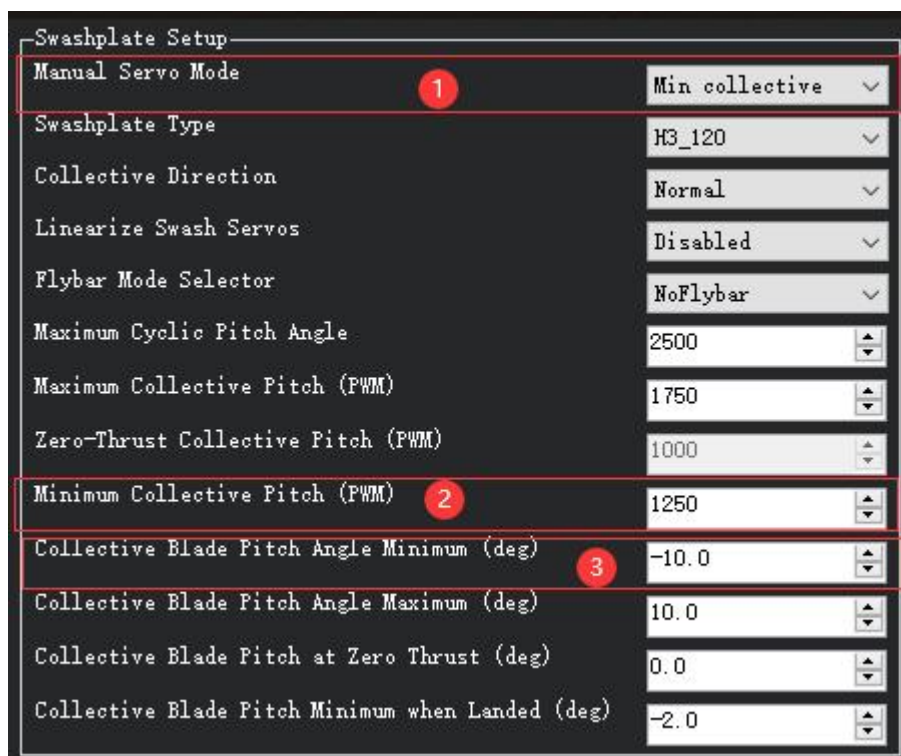 Swashplate Setup
Manual Servo Mode
1
Min collective
Swashplate Type
H3_120
Collective Direction
Normal
Linearize Swash Servos
Disabled
Flybar Mode Selector
NoFlybar
Maximum Cyclic Pitch Angle
2500
Maximum Collective Pitch (PWM)
1750
Zero-Thrust Collective Pitch (PWM)
1000
Minimum Collective Pitch (PWM)
2
1250
Collective Blade Pitch Angle Minimum (deg)
3
-10.0
Collective Blade Pitch Angle Maximum (deg)
10.0
Collective Blade Pitch at Zero Thrust (deg)
0.0
Collective Blade Pitch Minimum when Landed (deg)
-2.0